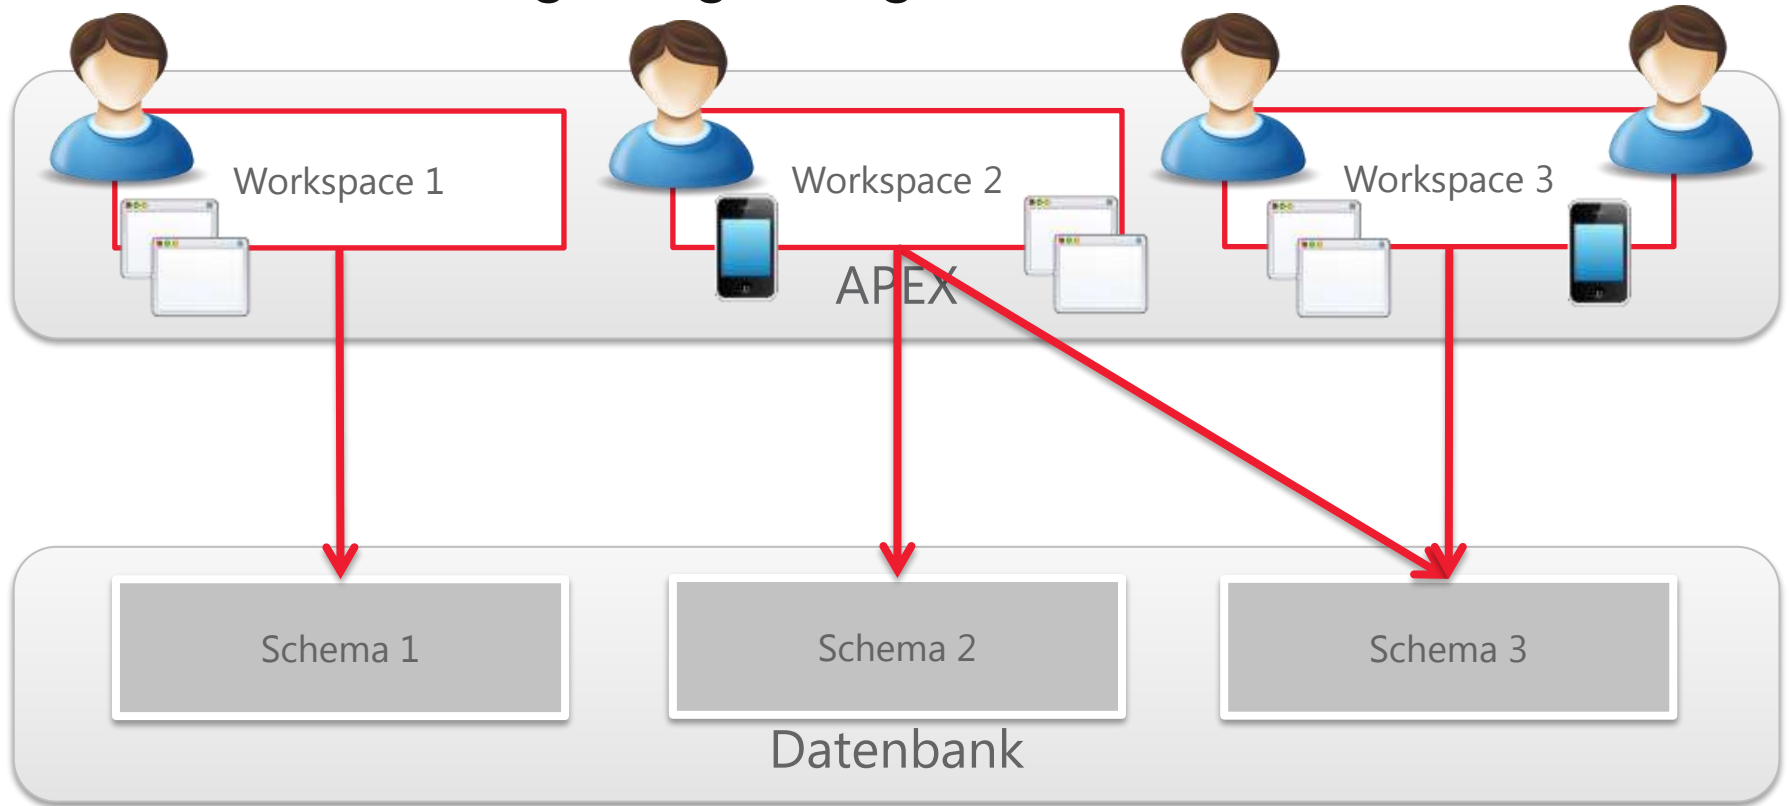 Workspace 1
Workspace 2
Workspace 3
APEX
Schema 1
Schema 2
Schema 3
Datenbank